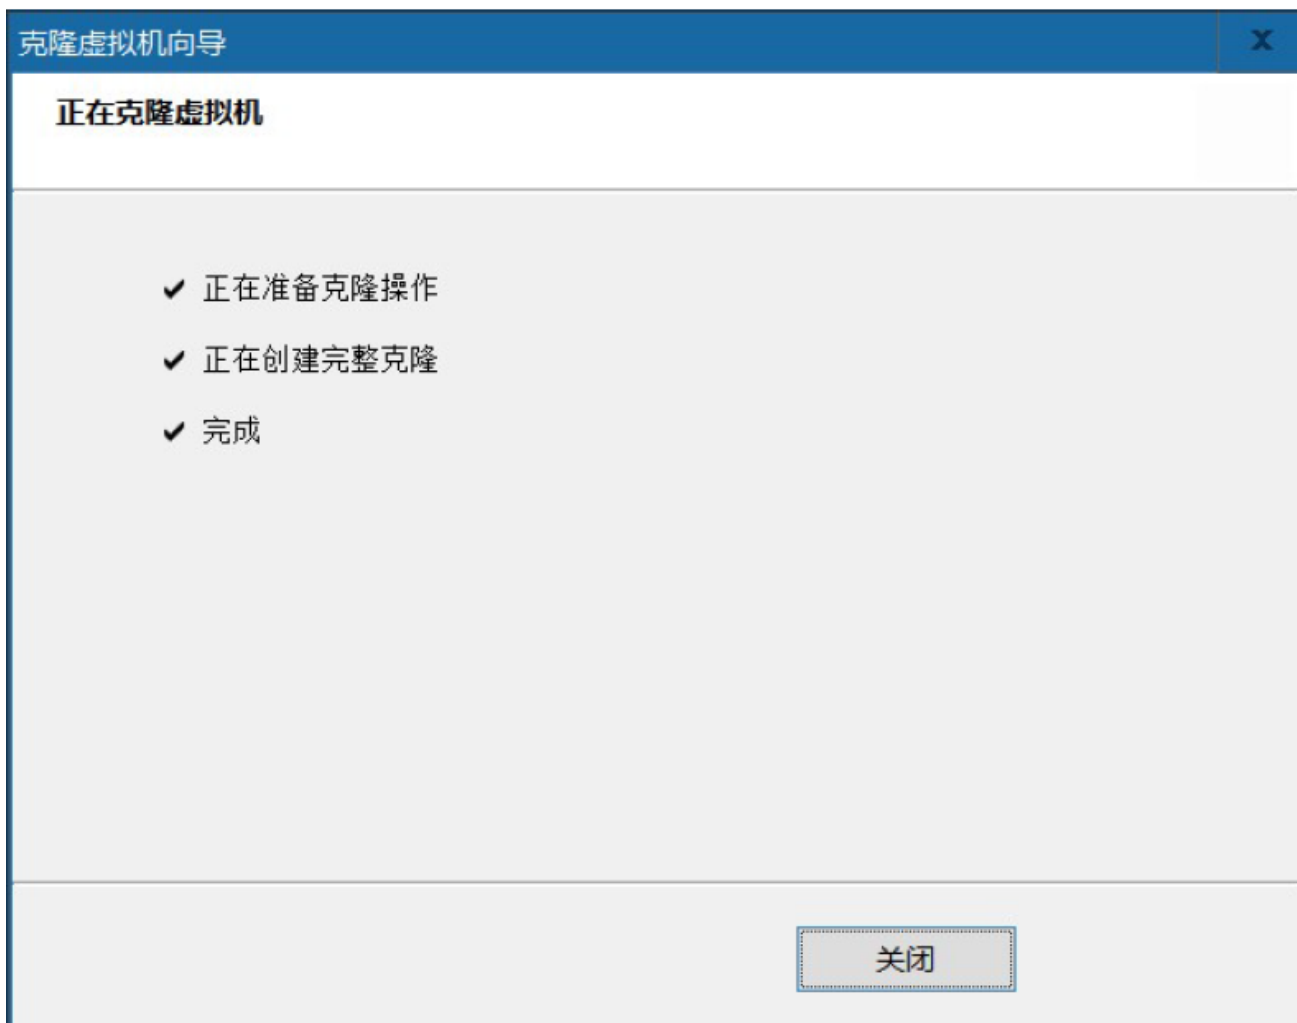 克隆虚拟机向导
x
正在克隆虚拟机
✔ 正在准备克隆操作
✔ 正在创建完整克隆
✔ 完成
关闭